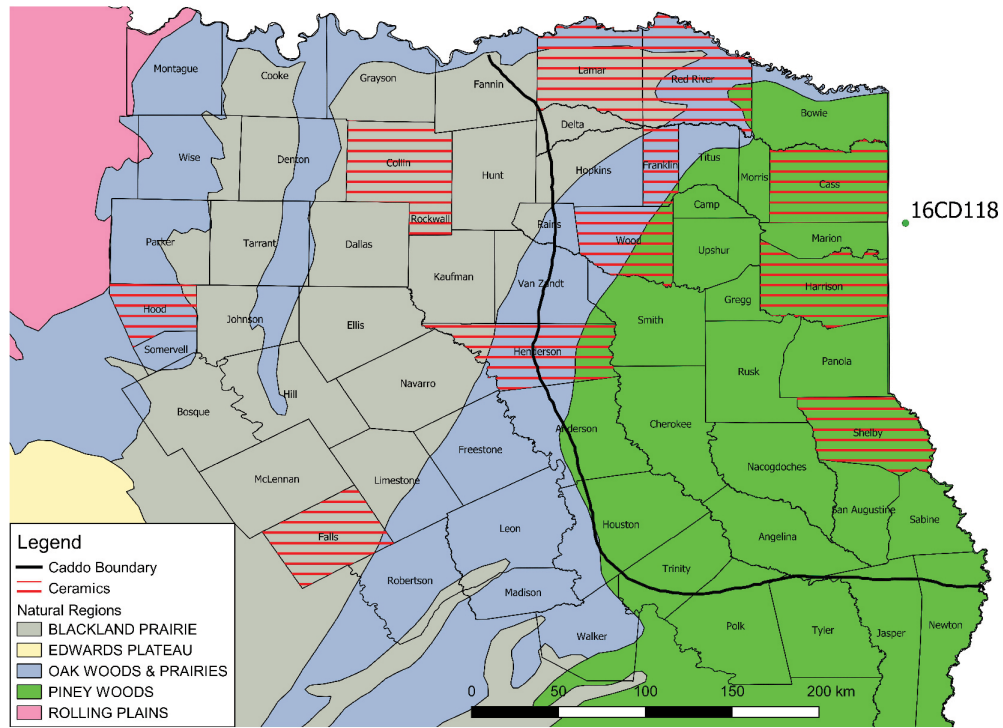 Montague
Cooke
Grayson
Fannin
Lamar
Red River
Bowie
Wise
Denton
Collin
Hunt
Delta
Hopkins
Franklin
Titus
Morris
Cass
16CD118
Parker
Tarrant
Dallas
Rockwall
Kaufman
Rains
Wood
Camp
Upshur
Marion
Harrison
Hood
Johnson
Ellis
Van Zandt
Smith
Gregg
Somervell
Hill
Navarro
Henderson
Rusk
Panola
Bosque
Freestone
Anderson
Cherokee
Nacogdoches
Shelby
McLennan
Limestone
Falls
Leon
Houston
Angelina
San Augustine
Sabine
Robertson
Madison
Trinity
Walker
Polk
Tyler
Jasper
Newton
Legend
Caddo Boundary
Ceramics
Natural Regions
BLACKLAND PRAIRIE
EDWARDS PLATEAU
OAK WOODS & PRAIRIES
PINEY WOODS
ROLLING PLAINS
0 50 100 150 200 km